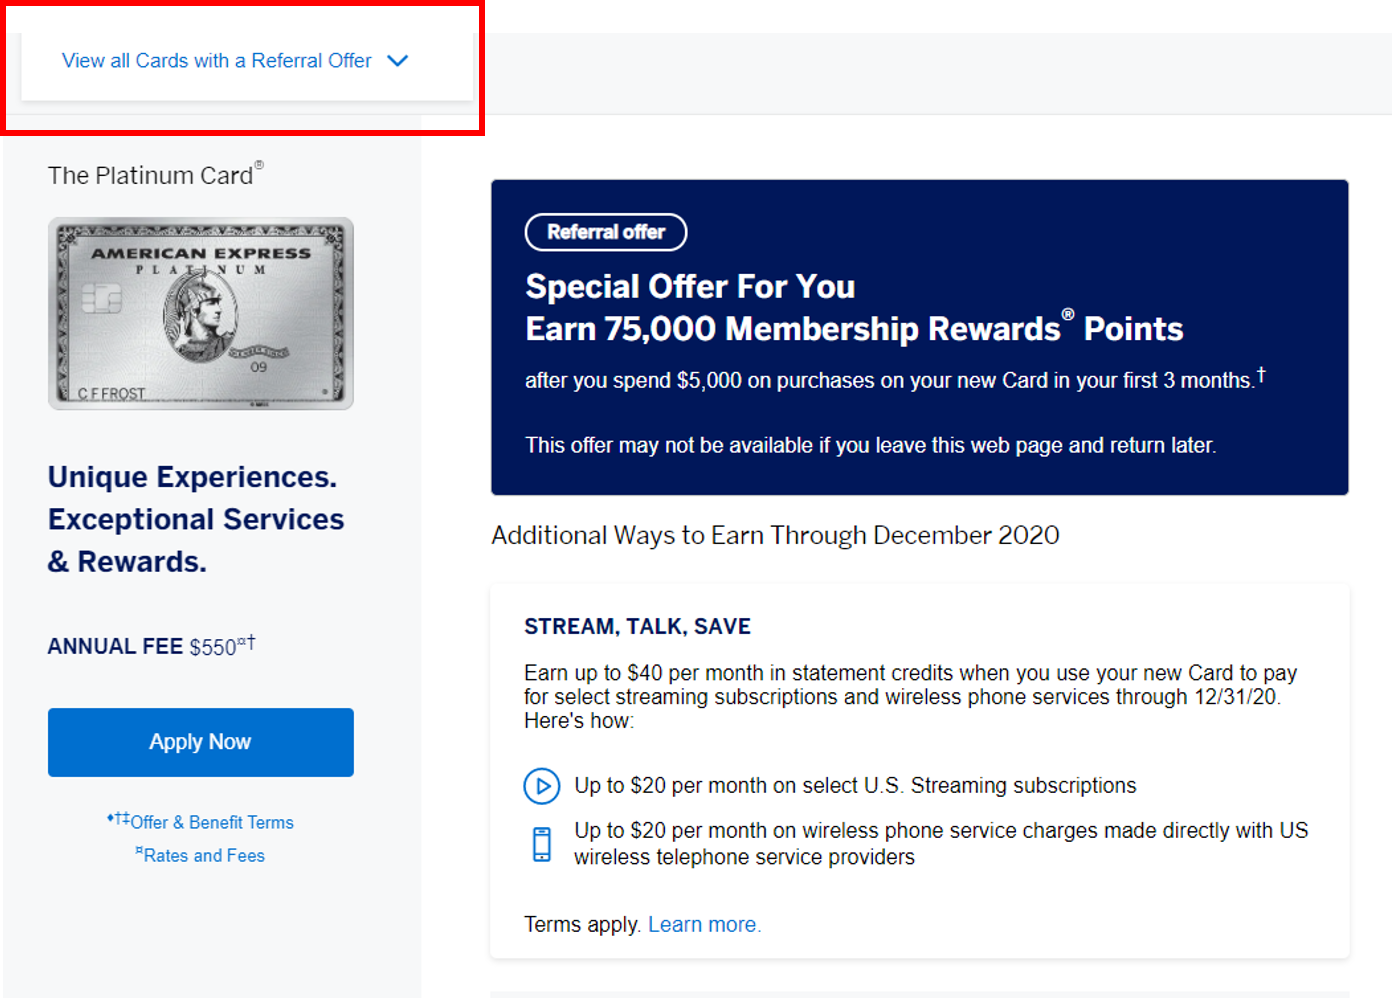 View all Cards with a Referral Offer
The Platinum Card®
AMERICAN EXPRESS
PLATINUM
09
C F FROST
Unique Experiences.
Exceptional Services
& Rewards.
ANNUAL FEE $550¤†
Apply Now
♦†‡Offer & Benefit Terms
¤Rates and Fees
Referral offer
Special Offer For You
Earn 75,000 Membership Rewards® Points
after you spend $5,000 on purchases on your new Card in your first 3 months.†
This offer may not be available if you leave this web page and return later.
Additional Ways to Earn Through December 2020
STREAM, TALK, SAVE
Earn up to $40 per month in statement credits when you use your new Card to pay
for select streaming subscriptions and wireless phone services through 12/31/20.
Here's how:
Up to $20 per month on select U.S. Streaming subscriptions
Up to $20 per month on wireless phone service charges made directly with US
wireless telephone service providers
Terms apply. Learn more.